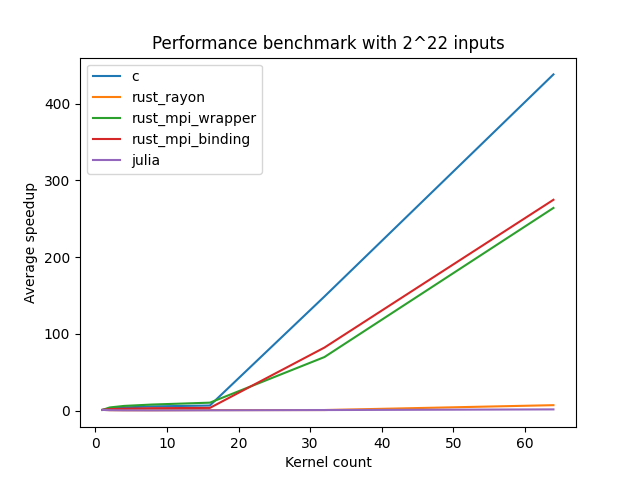 Performance benchmark with 2^22 inputs
c
rust_rayon
rust_mpi_wrapper
rust_mpi_binding
julia
Average speedup
400
300
200
100
0
0 10 20 30 40 50 60
Kernel count